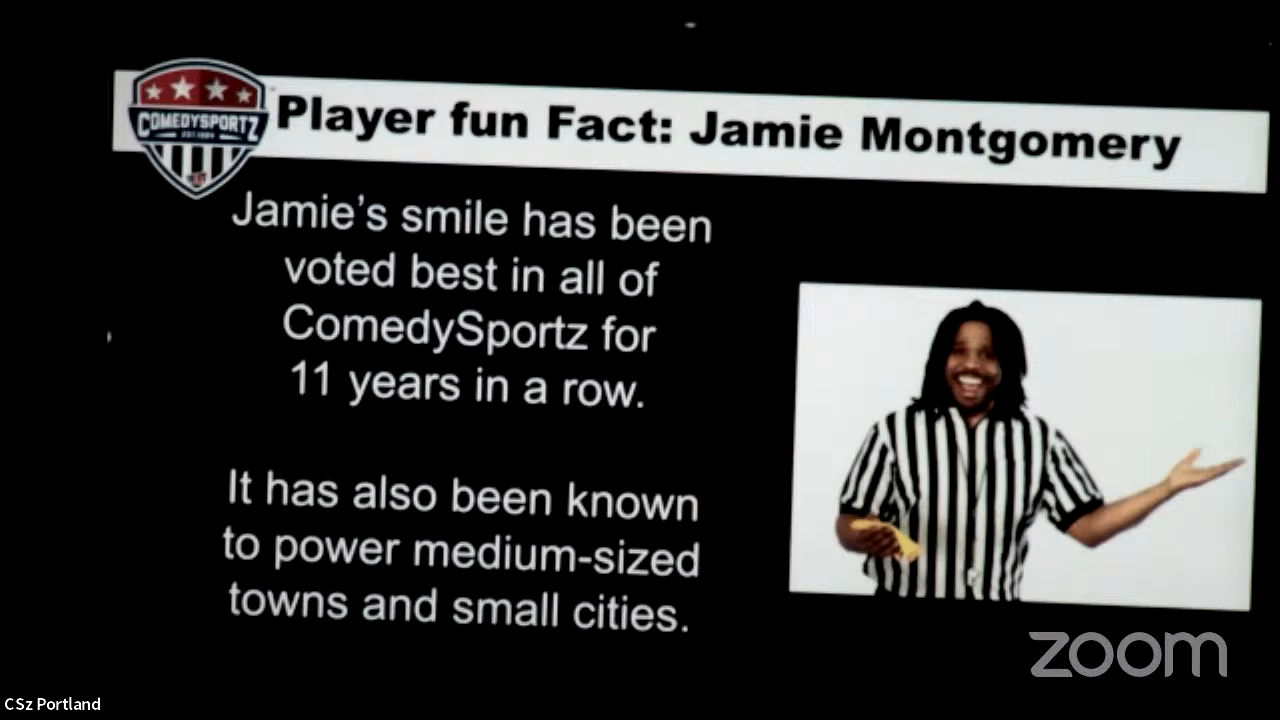 COMEDYSPORTZ
Player fun Fact: Jamie Montgomery
Jamie's smile has been
voted best in all of
ComedySportz for
11 years in a row.
It has also been known
to power medium-sized
towns and small cities.
zoom
CSz Portland